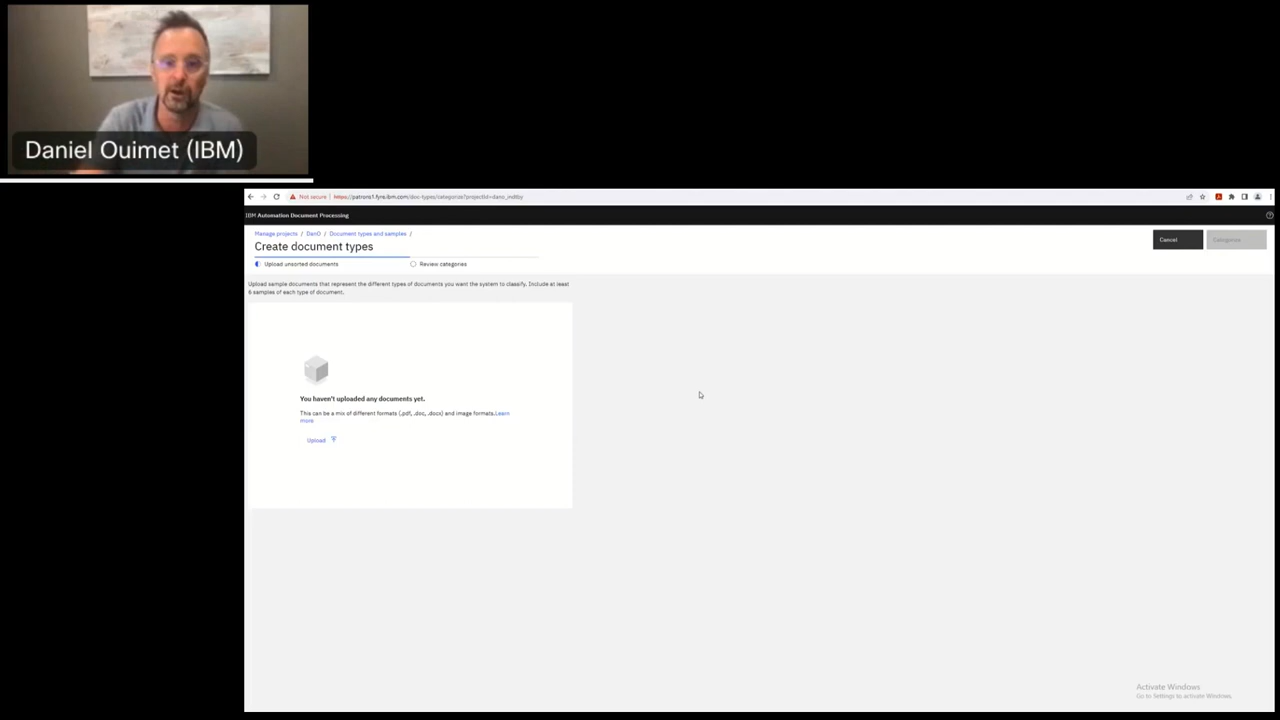 Daniel Ouimet (IBM)
Not secure
IBM Automation Document Processing
Manage projects / DanO / Document types and samples /
Create document types
Cancel
Upload unsorted documents
Review categories
Upload sample documents that represent the different types of documents you want the system to classify. Include at least
6 samples of each type of document.
You haven't uploaded any documents yet.
This can be a mix of different formats (.pdf, .doc, .docx) and image formats.Learn
more
Upload
Activate Windows
Go to Settings to activate Windows.